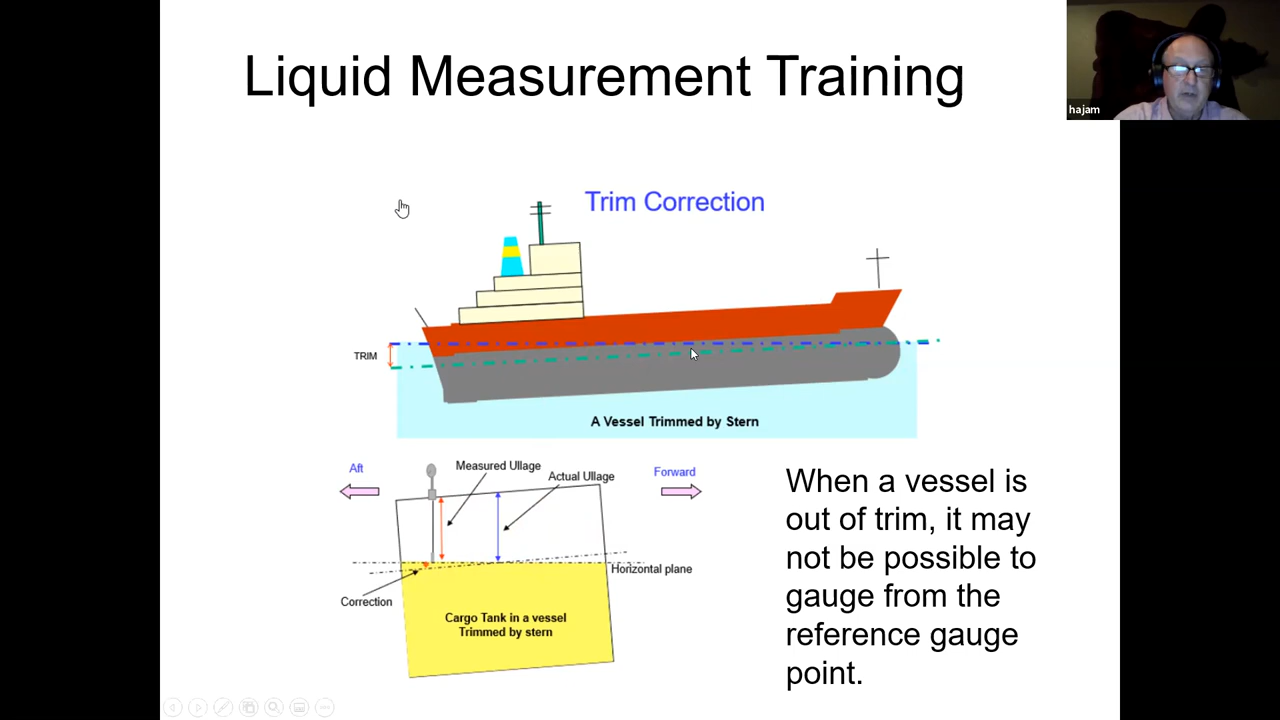 Liquid Measurement Training
hajam
Trim Correction
TRIM
A Vessel Trimmed by Stern
Aft
Measured Ullage
Actual Ullage
Forward
Horizontal plane
Correction
Cargo Tank in a vessel
Trimmed by stern
When a vessel is
out of trim, it may
not be possible to
gauge from the
reference gauge
point.